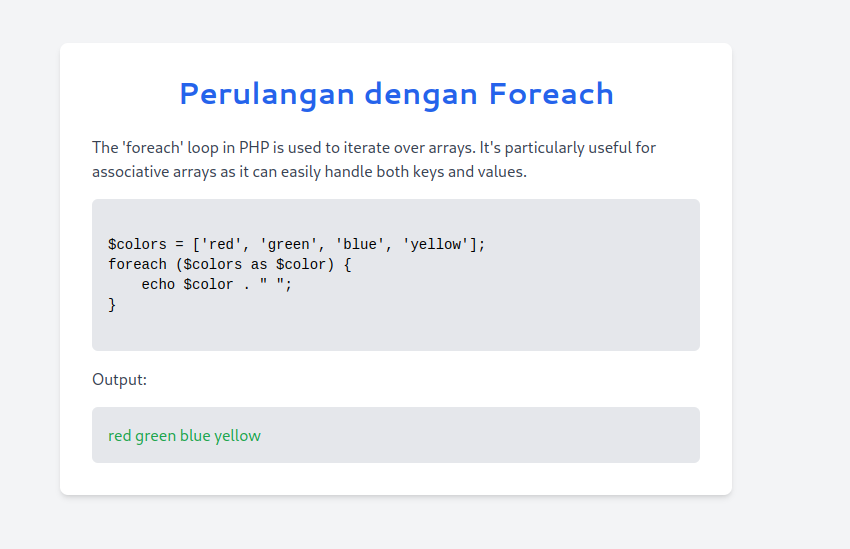 Perulangan dengan Foreach
The 'foreach' loop in PHP is used to iterate over arrays. It's particularly useful for
associative arrays as it can easily handle both keys and values.
$colors = ['red', 'green', 'blue', 'yellow'];
foreach ($colors as $color) {
    echo $color . " ";
}
Output:
red green blue yellow